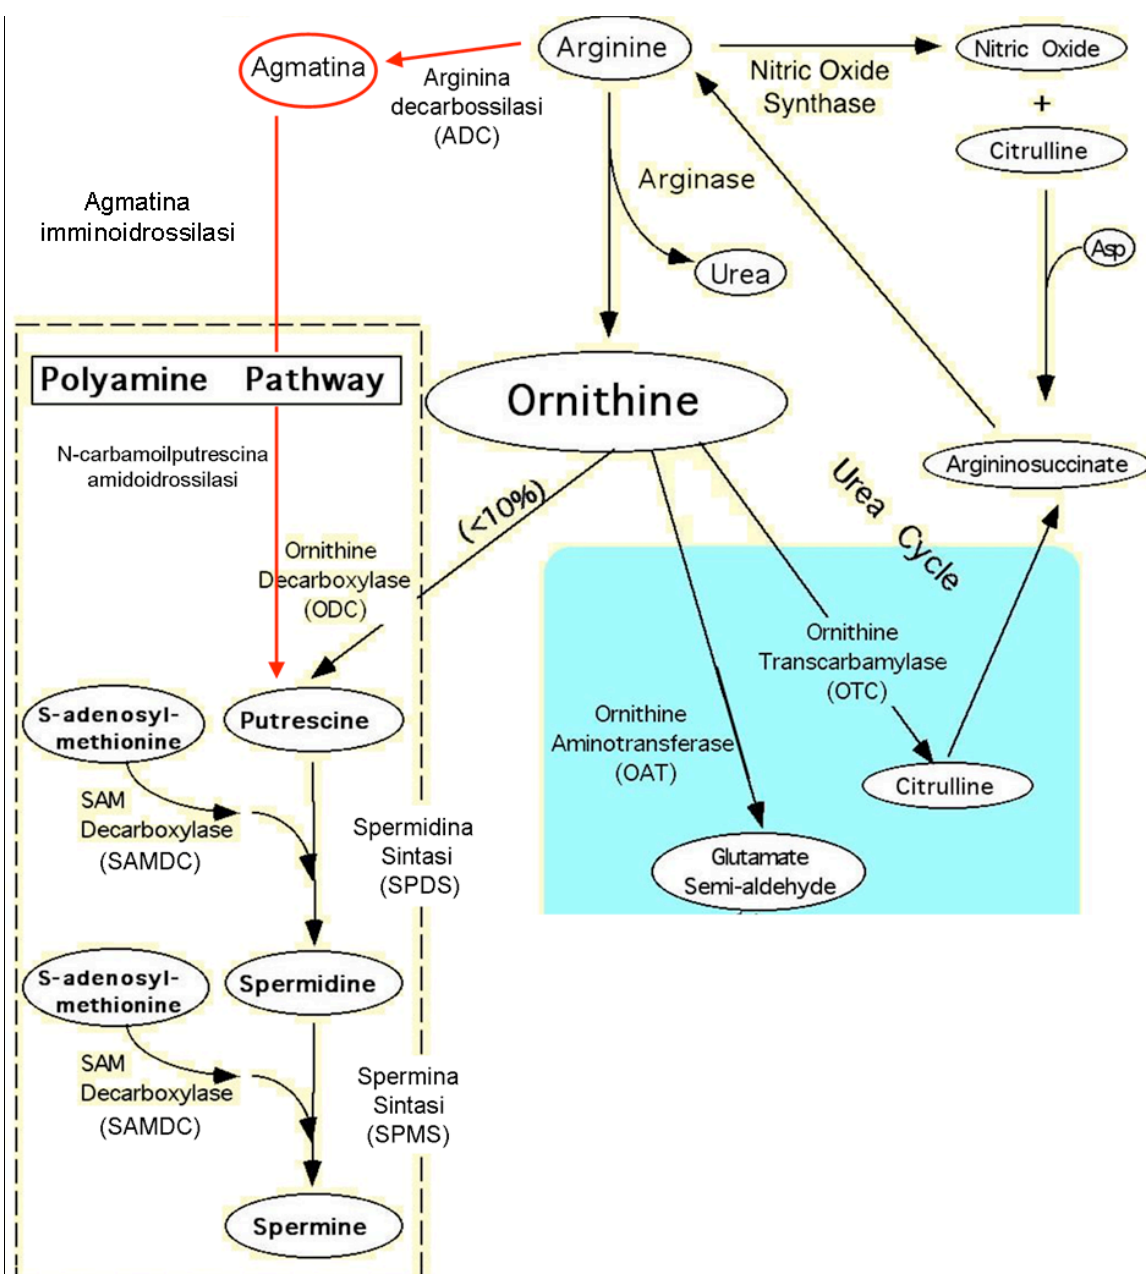 Agmatina
Arginina
decarbossilasi
(ADC)
Arginine
Nitric Oxide
Synthase
Nitric Oxide
+
Citrulline
Asp
Arginase
Urea
Agmatina
imminoidrossilasi
Polyamine Pathway
Ornithine
N-carbamoilputrescina
amidoidrossilasi
(<10%)
Argininosuccinate
Urea Cycle
Ornithine
Decarboxylase
(ODC)
Ornithine
Transcarbamylase
(OTC)
Ornithine
Aminotransferase
(OAT)
Citrulline
Glutamate
Semi-aldehyde
S-adenosyl-
methionine
Putrescine
SAM
Decarboxylase
(SAMDC)
Spermidina
Sintasi
(SPDS)
S-adenosyl-
methionine
Spermidine
SAM
Decarboxylase
(SAMDC)
Spermina
Sintasi
(SPMS)
Spermine